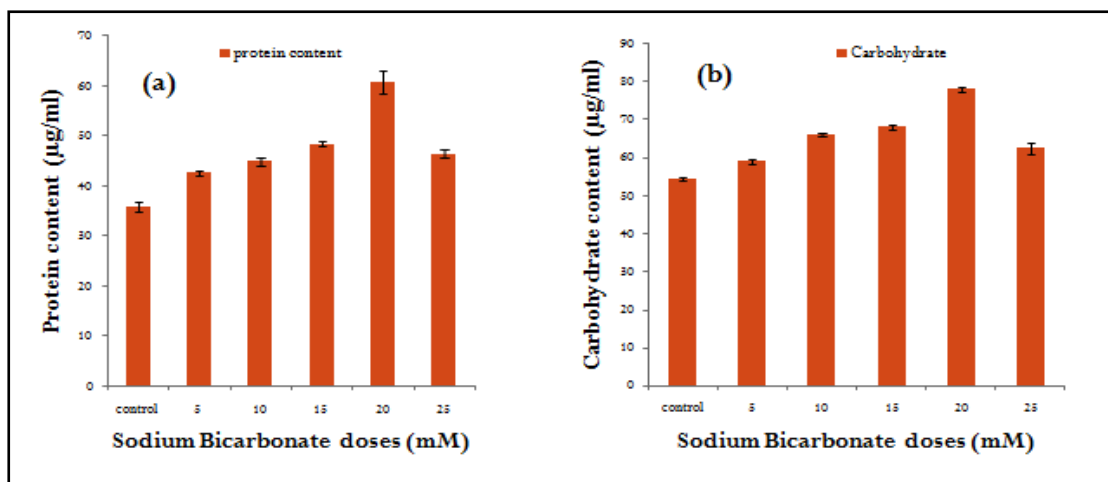 protein content
(a)
Protein content (µg/ml)
70
60
50
40
30
20
10
0
control 5 10 15 20 25
Sodium Bicarbonate doses (mM)
Carbohydrate
(b)
Carbohydrate content (µg/ml)
90
80
70
60
50
40
30
20
10
0
control 5 10 15 20 25
Sodium Bicarbonate doses (mM)